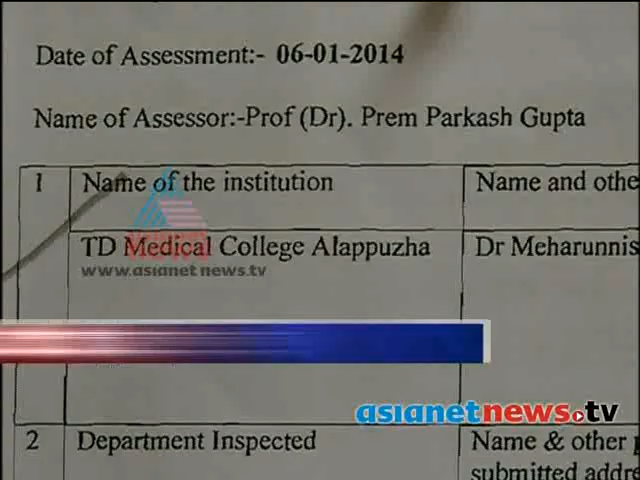 Date of Assessment:- 06-01-2014
Name of Assessor:-Prof (Dr). Prem Parkash Gupta
1 Name of the institution Name and othe
TD Medical College Alappuzha Dr Meharunnis
www.asianetnews.tv
asianetnews.tv
2 Department Inspected Name & other p
submitted addre